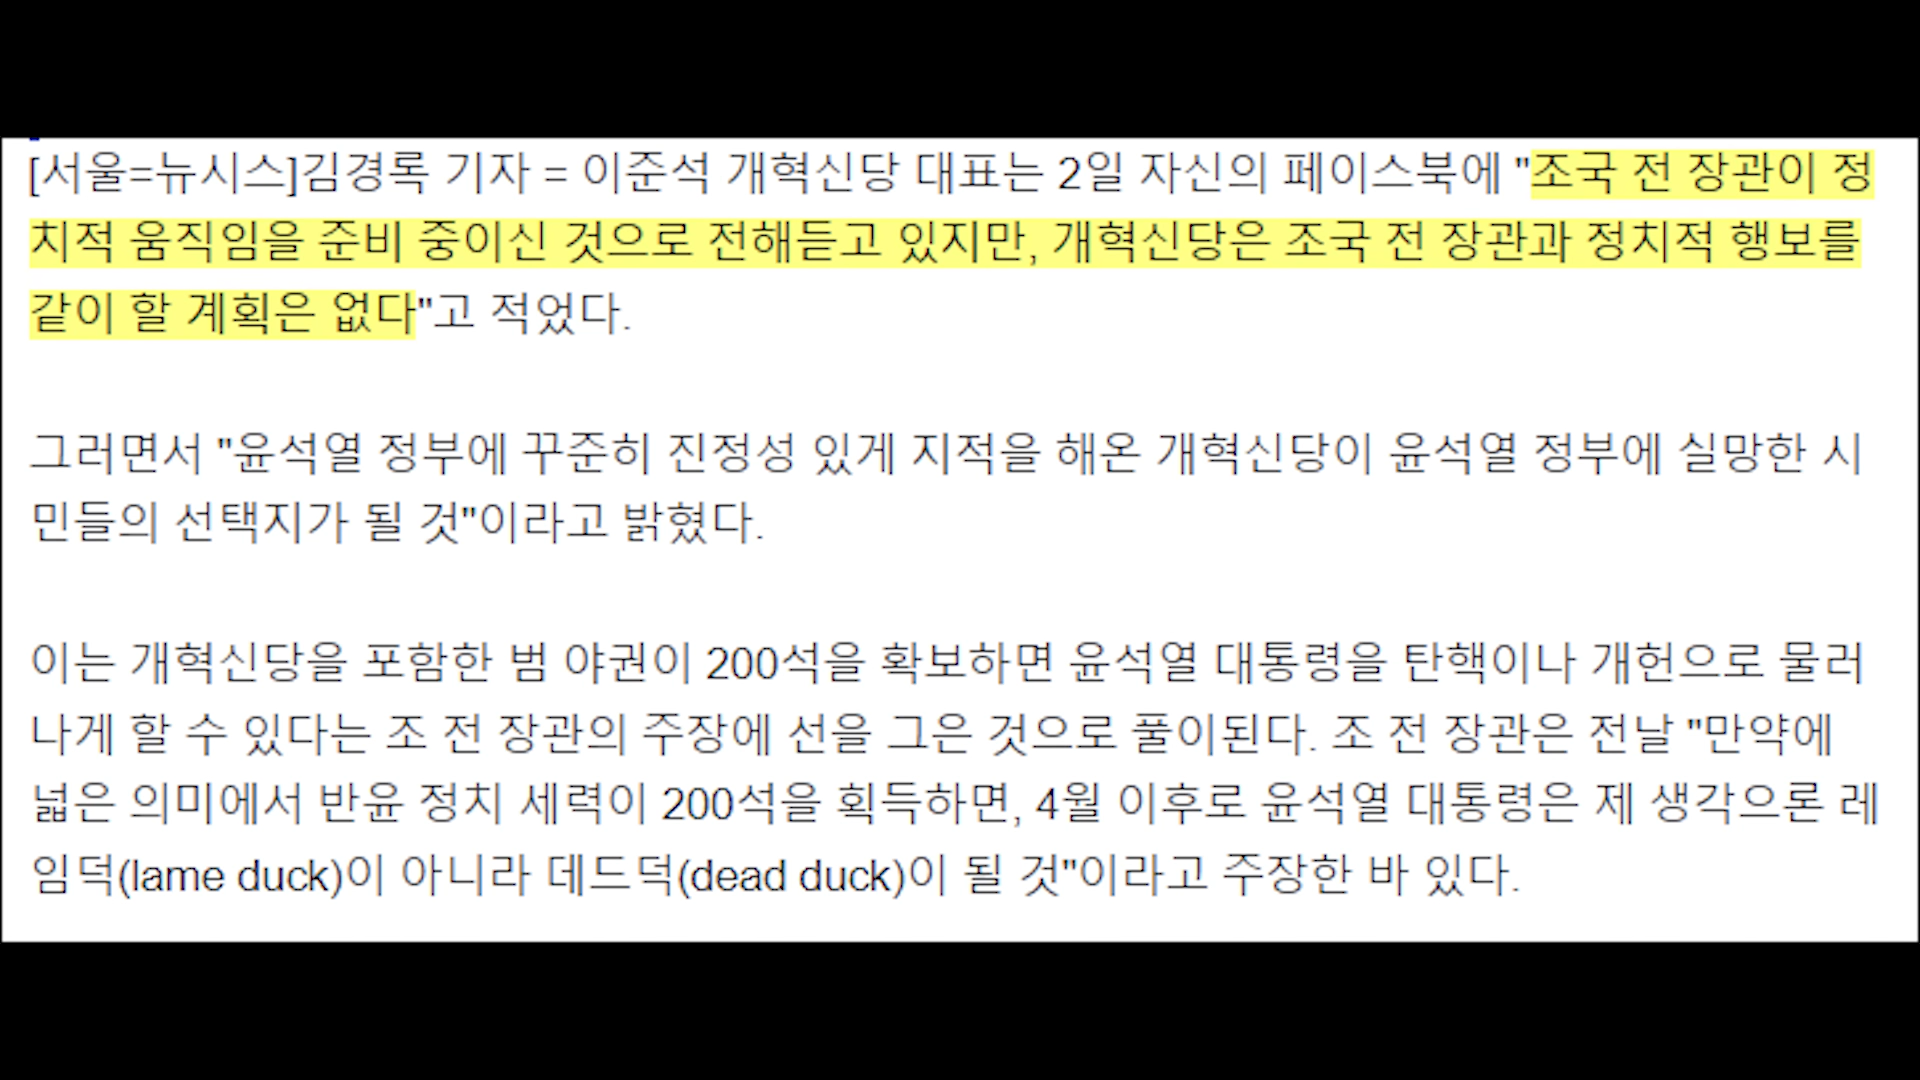 [서울=뉴시스]김경록 기자 = 이준석 개혁신당 대표는 2일 자신의 페이스북에 "조국 전 장관이 정
치적 움직임을 준비 중이신 것으로 전해듣고 있지만, 개혁신당은 조국 전 장관과 정치적 행보를
같이 할 계획은 없다"고 적었다.
그러면서 "윤석열 정부에 꾸준히 진정성 있게 지적을 해온 개혁신당이 윤석열 정부에 실망한 시
민들의 선택지가 될 것"이라고 밝혔다.
이는 개혁신당을 포함한 범 야권이 200석을 확보하면 윤석열 대통령을 탄핵이나 개헌으로 물러
나게 할 수 있다는 조 전 장관의 주장에 선을 그은 것으로 풀이된다. 조 전 장관은 전날 "만약에
넓은 의미에서 반윤 정치 세력이 200석을 획득하면, 4월 이후로 윤석열 대통령은 제 생각으론 레
임덕(lame duck)이 아니라 데드덕(dead duck)이 될 것"이라고 주장한 바 있다.